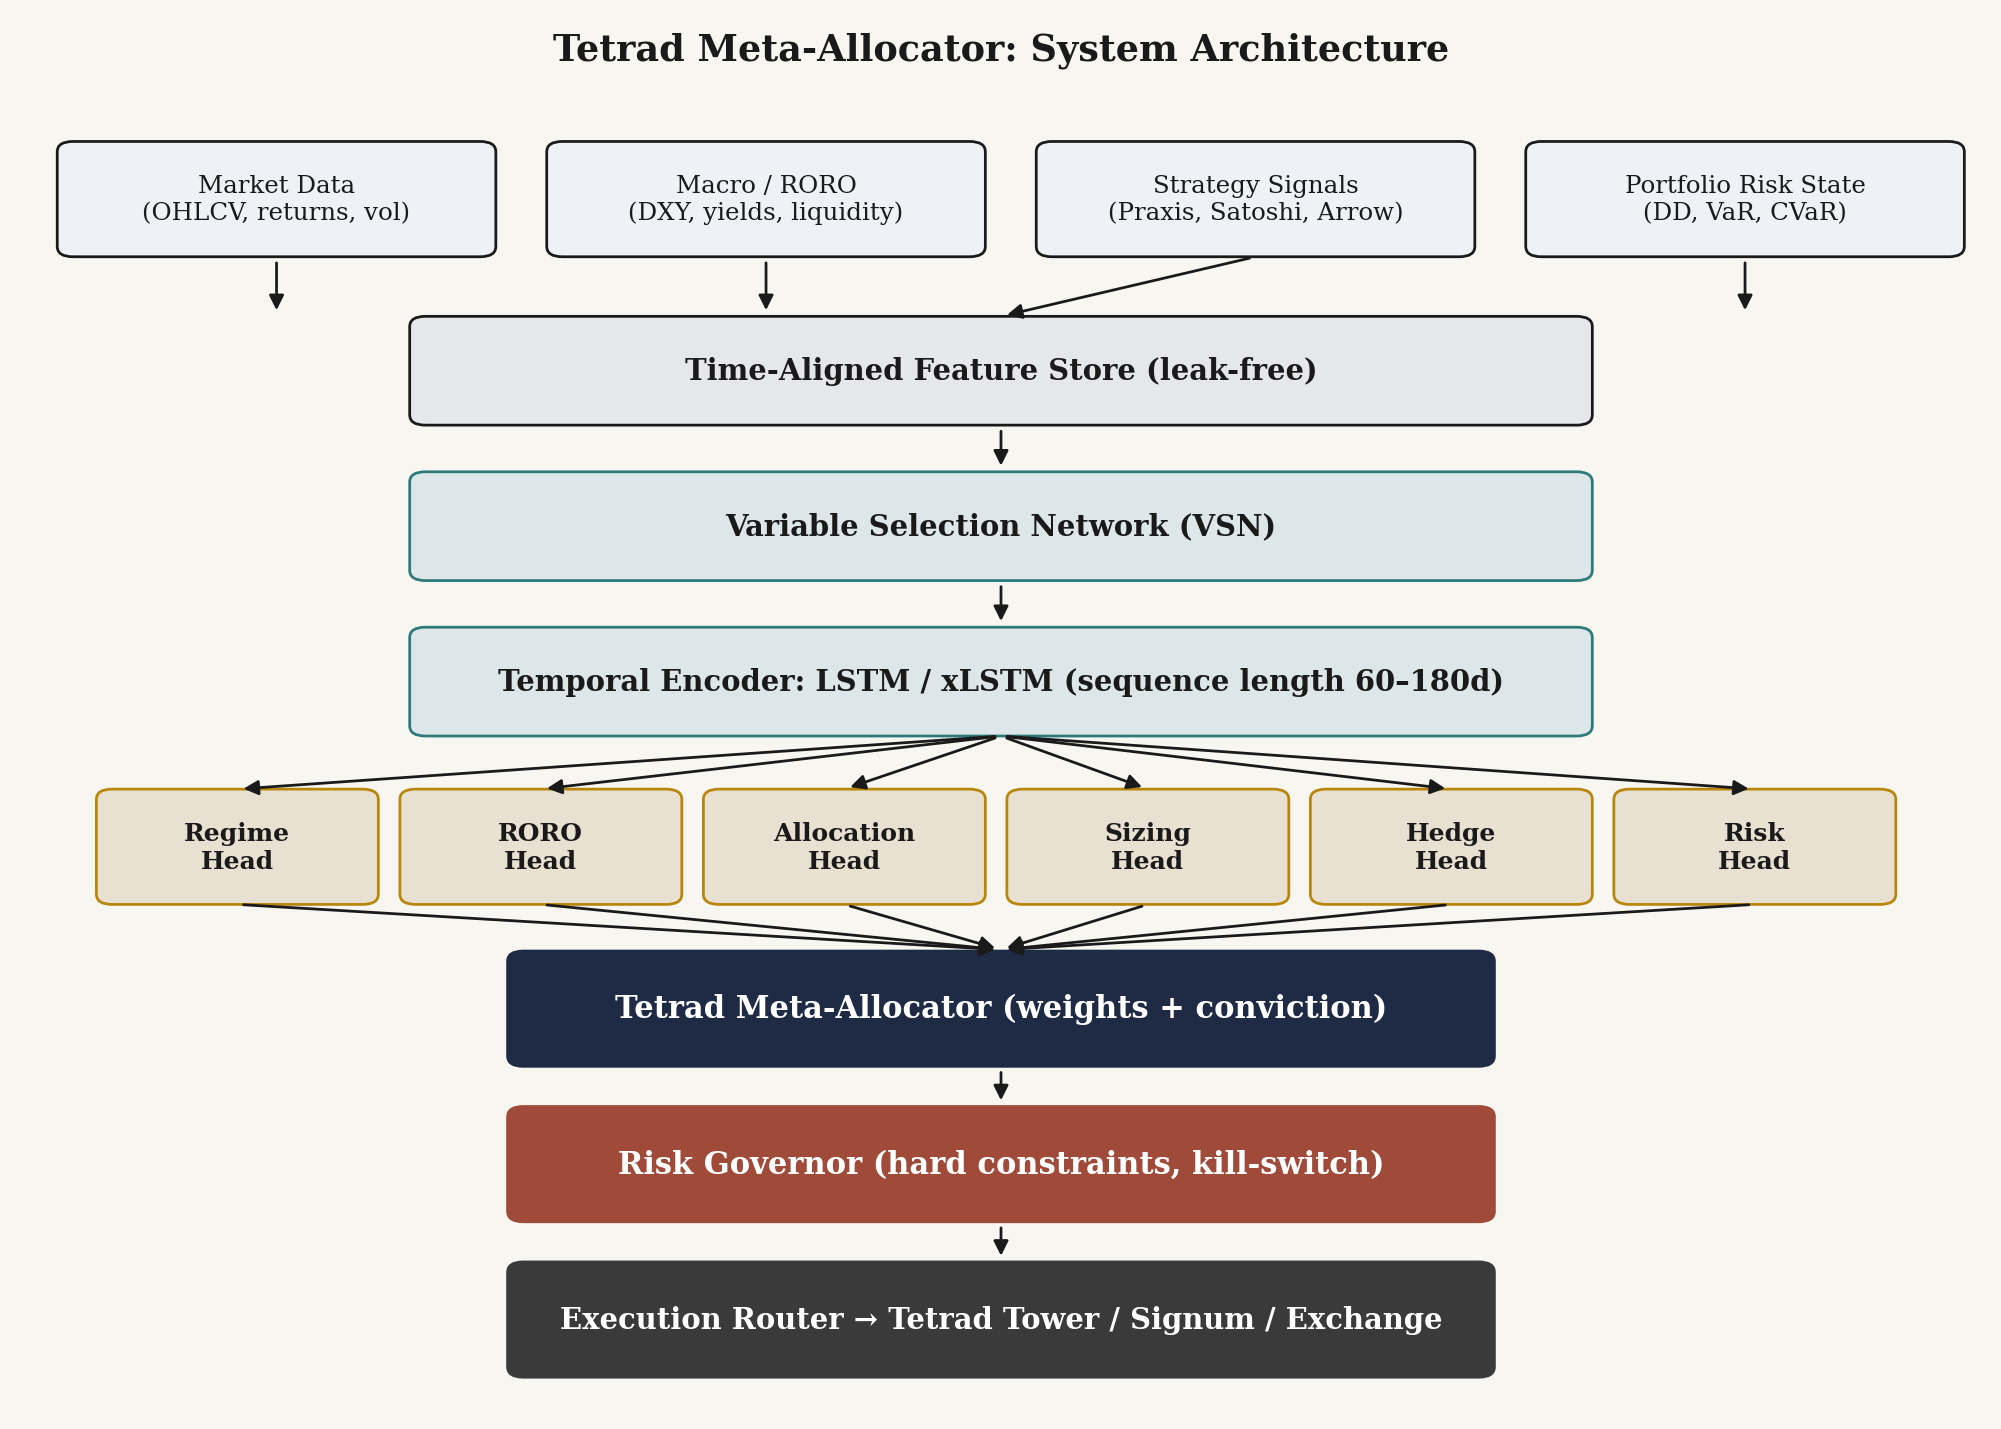 Tetrad Meta-Allocator: System Architecture
Market Data
(OHLCV, returns, vol)
Macro / RORO
(DXY, yields, liquidity)
Strategy Signals
(Praxis, Satoshi, Arrow)
Portfolio Risk State
(DD, VaR, CVaR)
Time-Aligned Feature Store (leak-free)
Variable Selection Network (VSN)
Temporal Encoder: LSTM / xLSTM (sequence length 60–180d)
Regime
Head
RORO
Head
Allocation
Head
Sizing
Head
Hedge
Head
Risk
Head
Tetrad Meta-Allocator (weights + conviction)
Risk Governor (hard constraints, kill-switch)
Execution Router → Tetrad Tower / Signum / Exchange